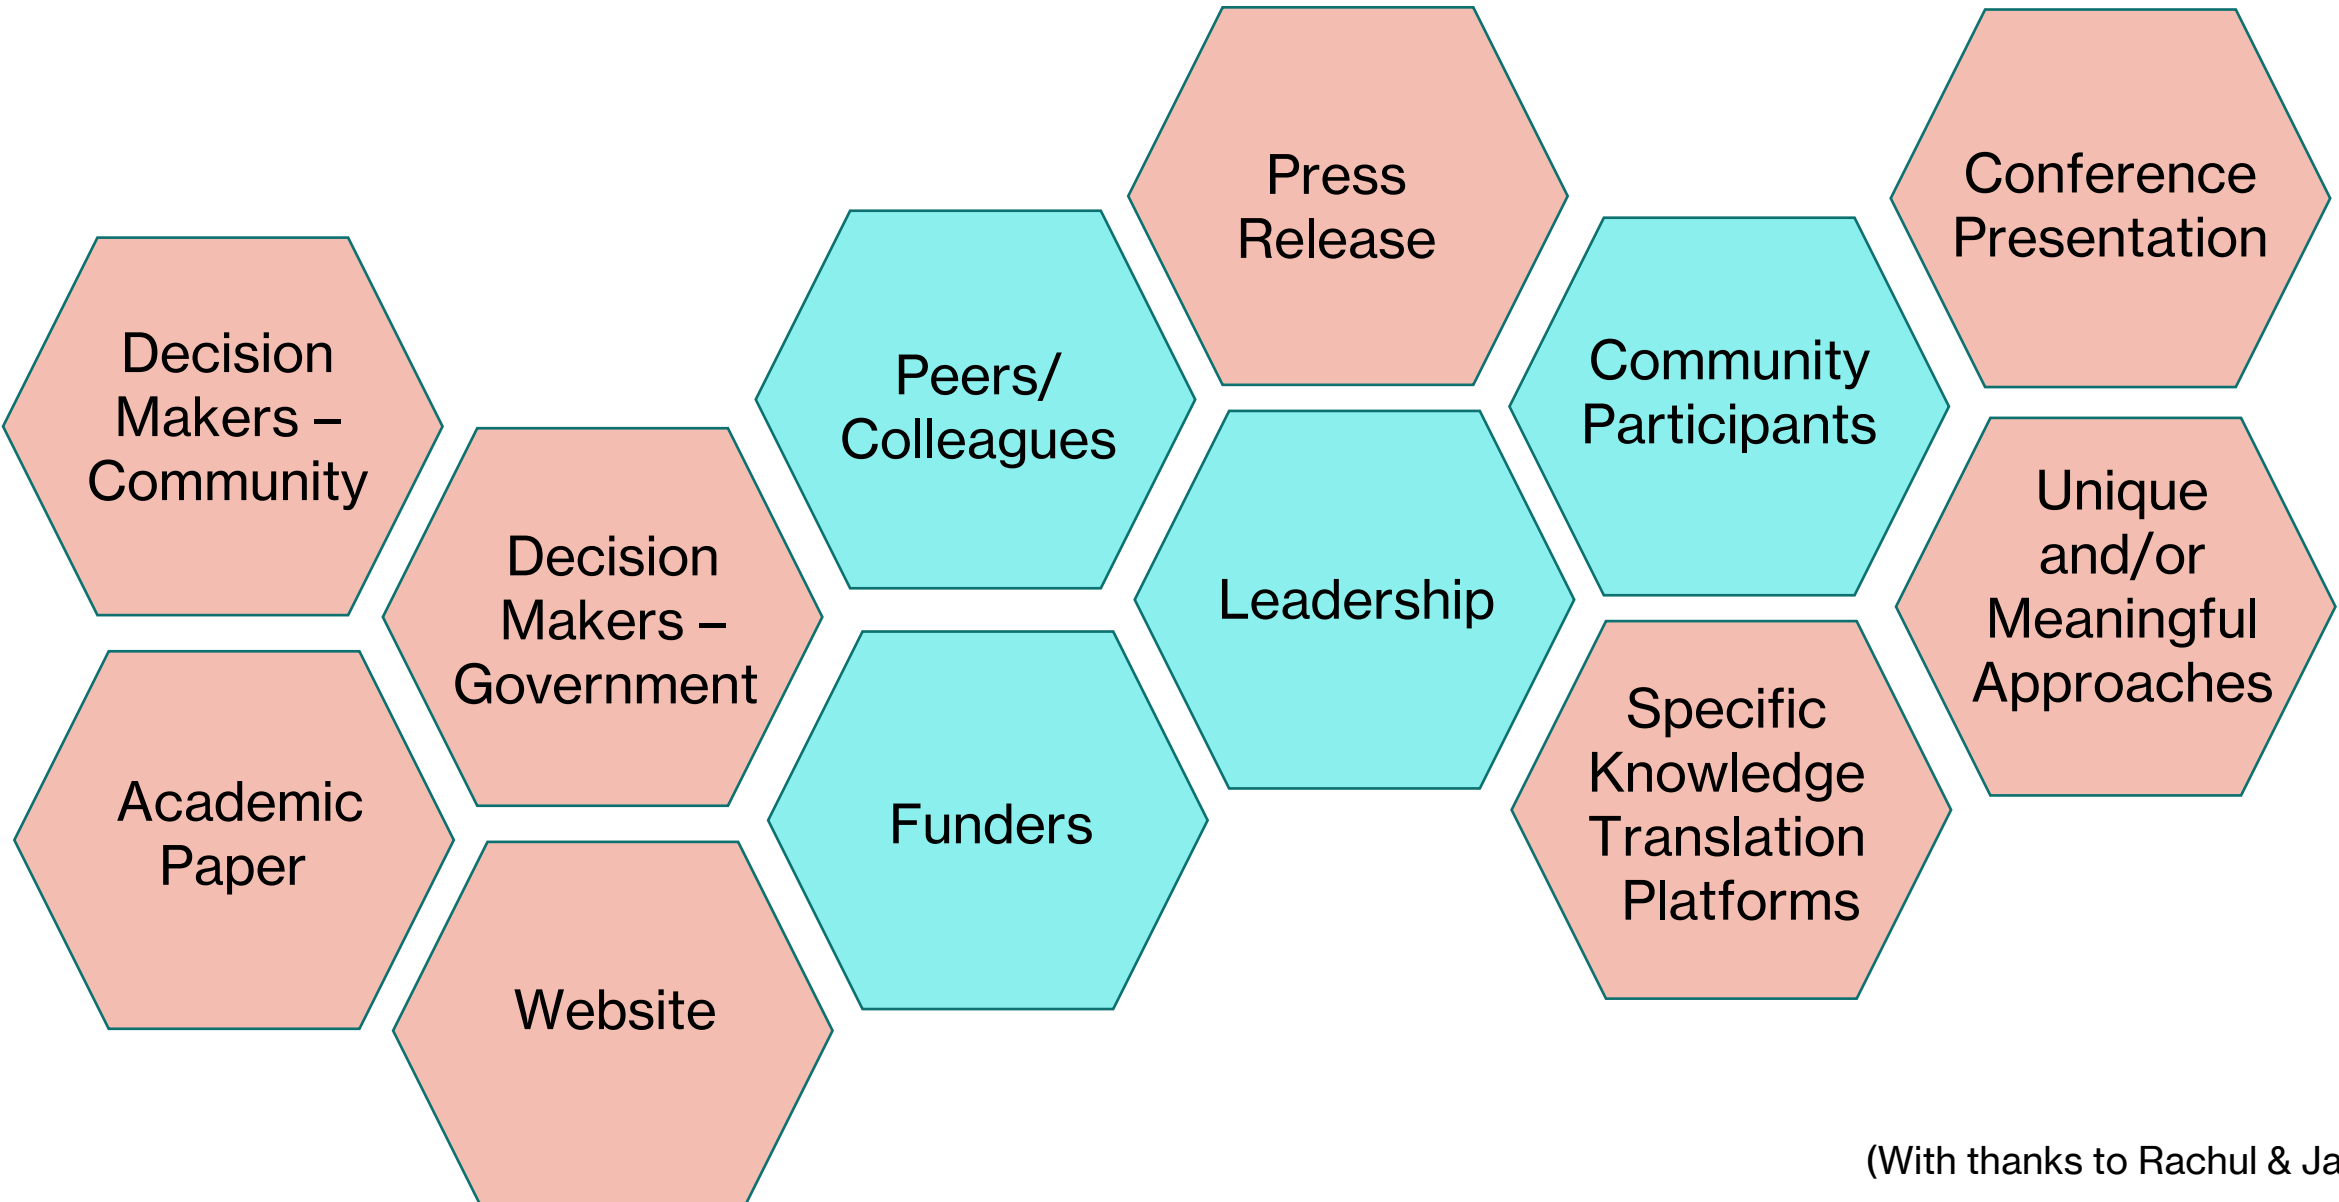 Decision
Makers –
Community
Academic
Paper
Decision
Makers –
Government
Website
Peers/
Colleagues
Funders
Press
Release
Leadership
Community
Participants
Specific
Knowledge
Translation
Platforms
Conference
Presentation
Unique
and/or
Meaningful
Approaches
(With thanks to Rachul & Ja